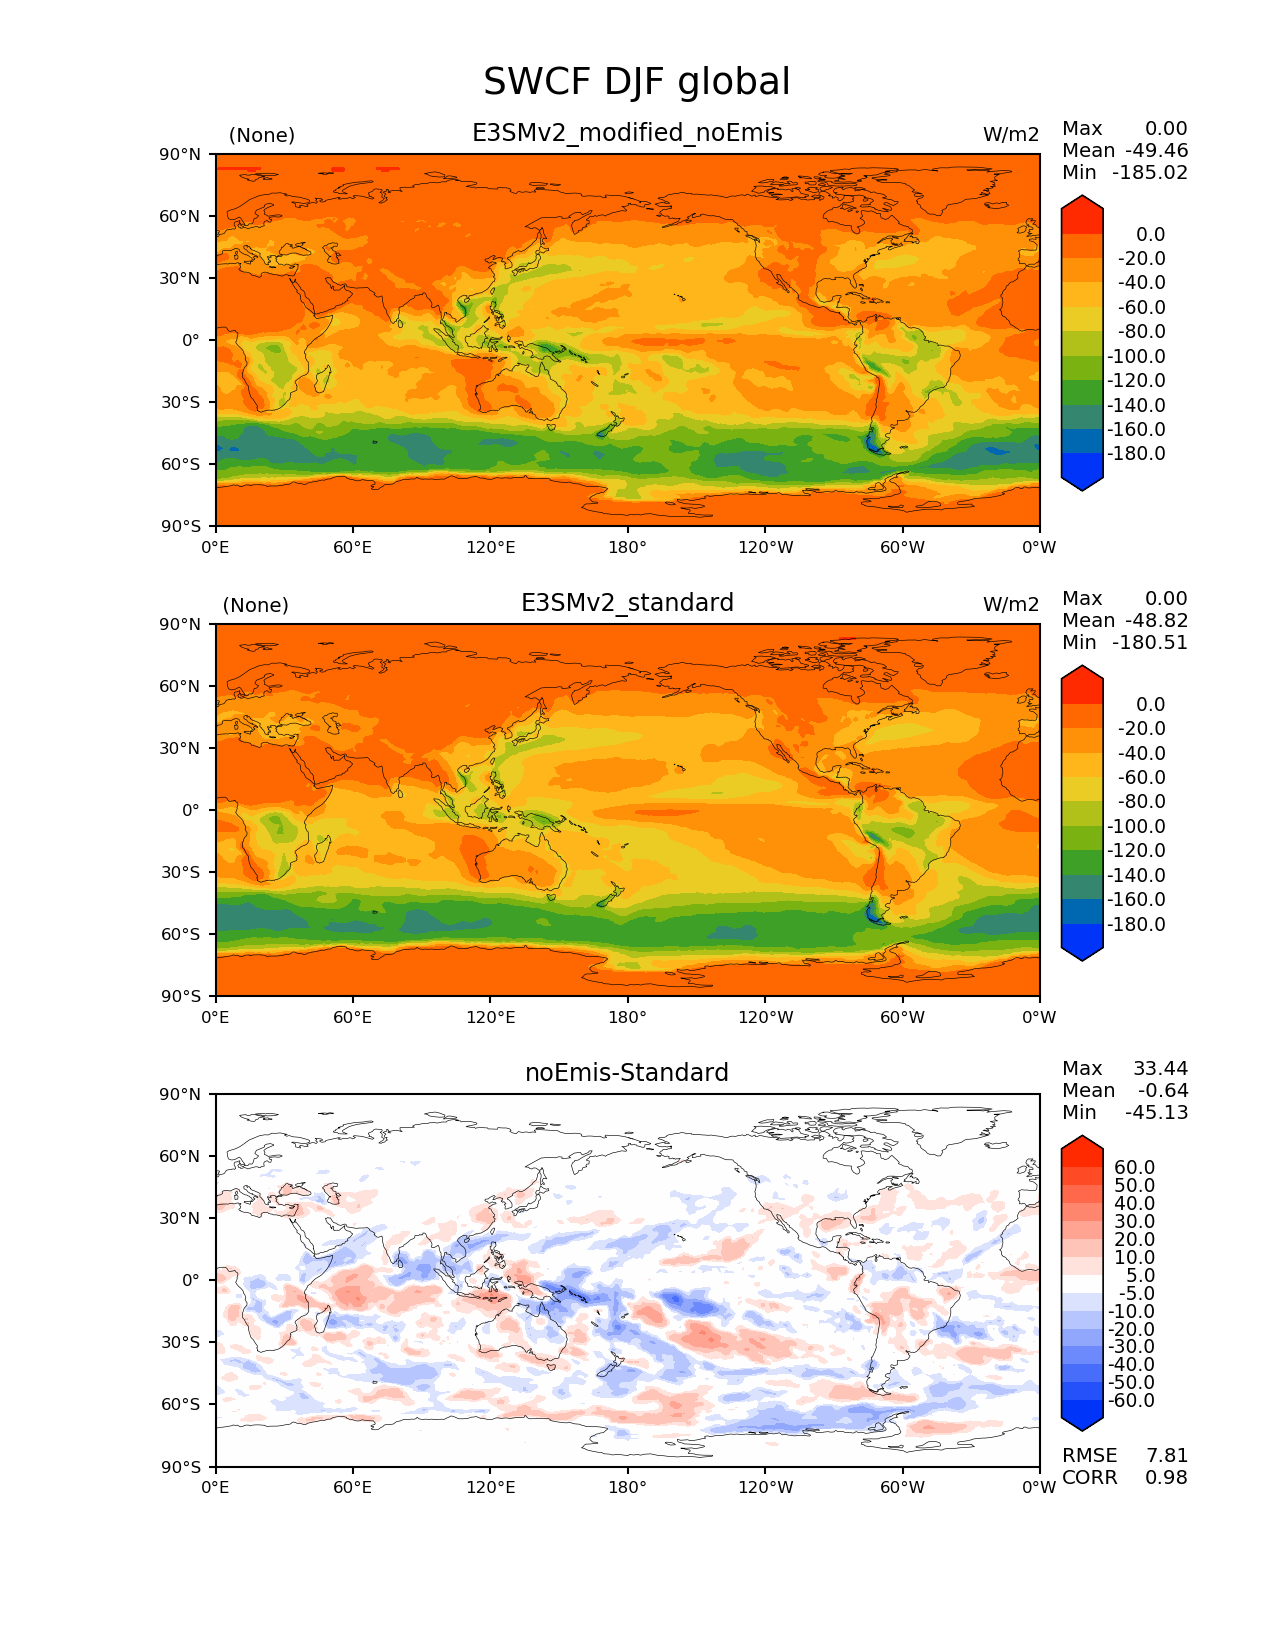 SWCF DJF global
(None) E3SMv2_modified_noEmis W/m2
Max 0.00
Mean -49.46
Min -185.02
90°N
60°N
30°N
0°
30°S
60°S
90°S
0°E 60°E 120°E 180° 120°W 60°W 0°W
0.0
-20.0
-40.0
-60.0
-80.0
-100.0
-120.0
-140.0
-160.0
-180.0
(None) E3SMv2_standard W/m2
Max 0.00
Mean -48.82
Min -180.51
90°N
60°N
30°N
0°
30°S
60°S
90°S
0°E 60°E 120°E 180° 120°W 60°W 0°W
0.0
-20.0
-40.0
-60.0
-80.0
-100.0
-120.0
-140.0
-160.0
-180.0
noEmis-Standard
Max 33.44
Mean -0.64
Min -45.13
90°N
60°N
30°N
0°
30°S
60°S
90°S
0°E 60°E 120°E 180° 120°W 60°W 0°W
60.0
50.0
40.0
30.0
20.0
10.0
5.0
-5.0
-10.0
-20.0
-30.0
-40.0
-50.0
-60.0
RMSE 7.81
CORR 0.98